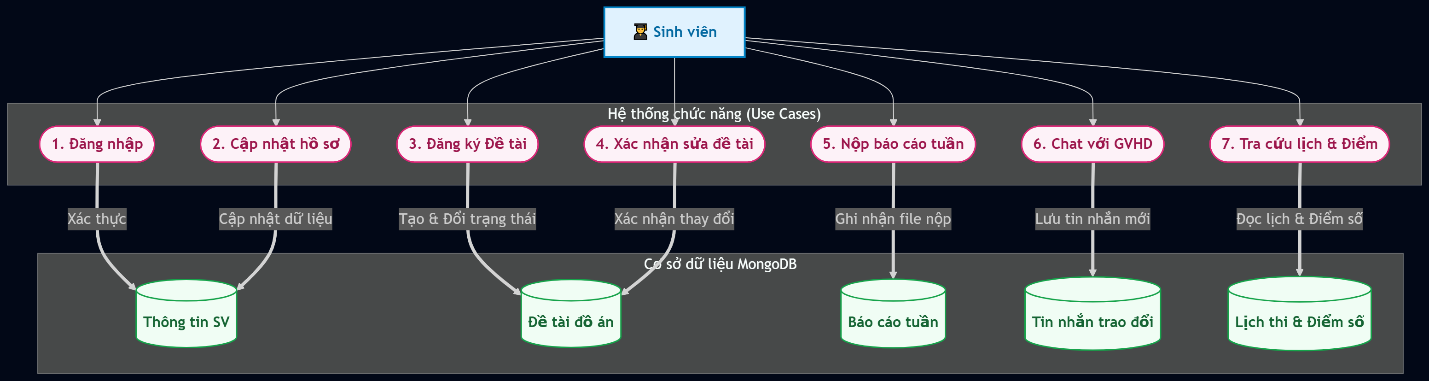 Sinh viên
Hệ thống chức năng (Use Cases)
1. Đăng nhập
2. Cập nhật hồ sơ
3. Đăng ký Đề tài
4. Xác nhận sửa đề tài
5. Nộp báo cáo tuần
6. Chat với GVHD
7. Tra cứu lịch & Điểm
Xác thực
Cập nhật dữ liệu
Tạo & Đổi trạng thái
Xác nhận thay đổi
Ghi nhận file nộp
Lưu tin nhắn mới
Đọc lịch & Điểm số
Cơ sở dữ liệu MongoDB
Thông tin SV
Đề tài đồ án
Báo cáo tuần
Tin nhắn trao đổi
Lịch thi & Điểm số